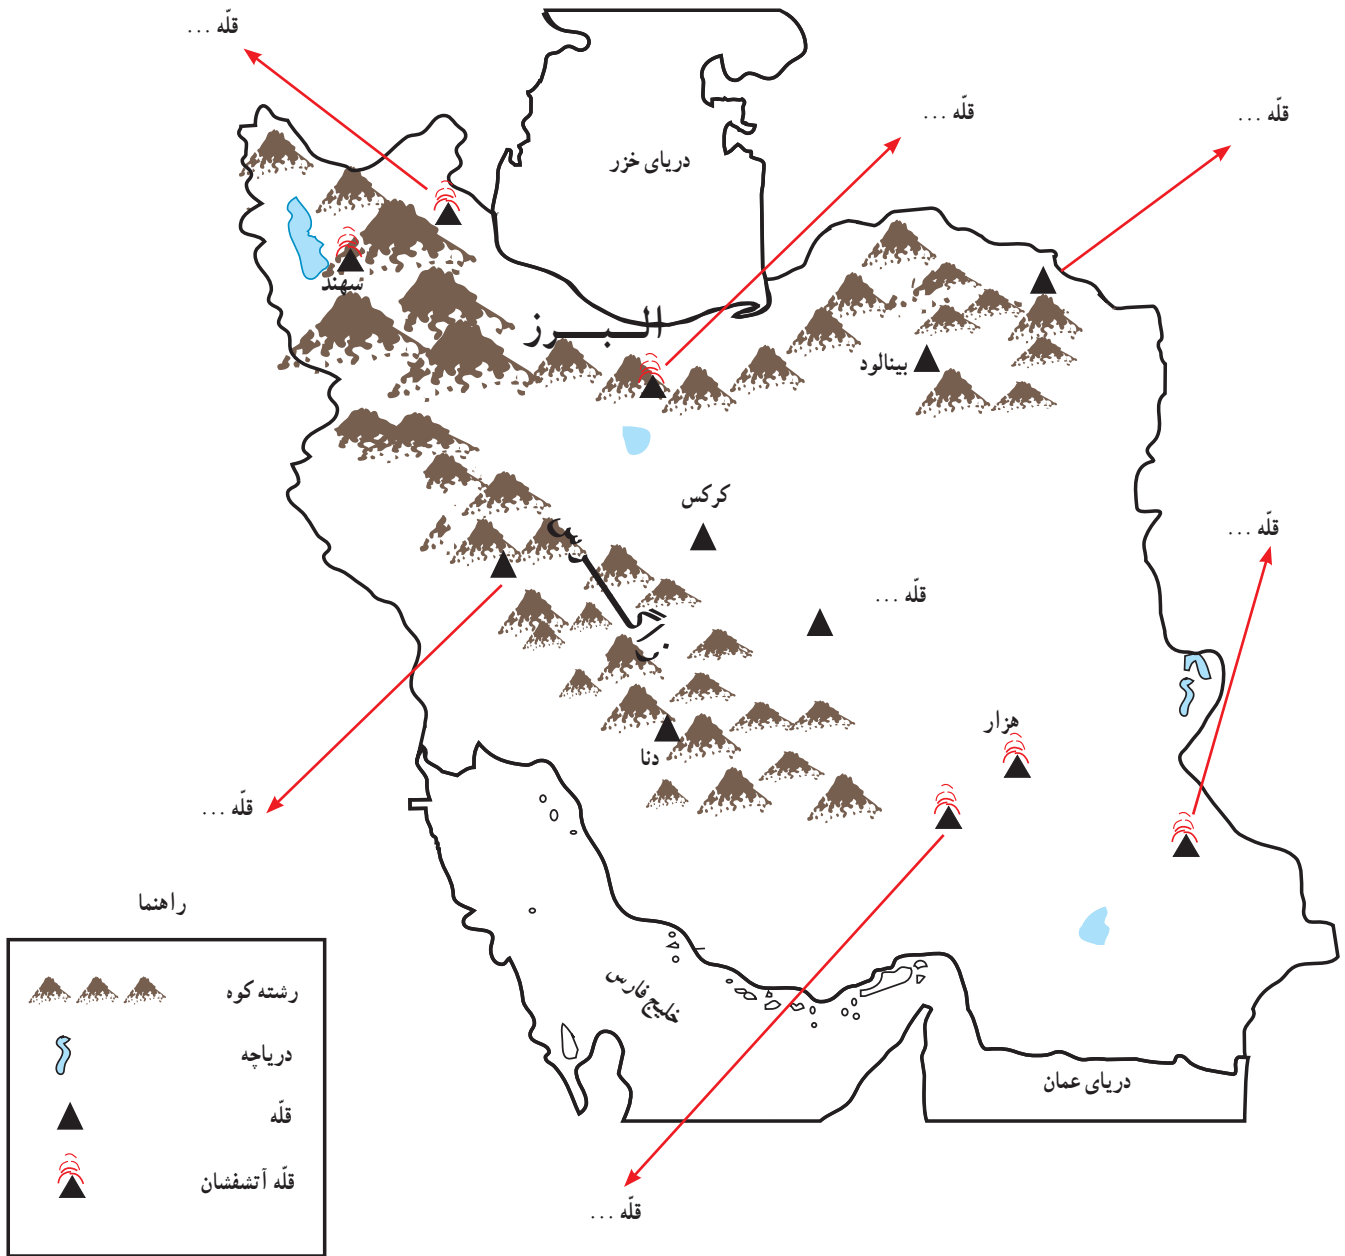 قلّه ...
قلّه ...
قلّه ...
دریای خزر
سهند
البرز
بینالود
کرکس
زاگرس
قلّه ...
قلّه ...
هزار
دنا
قلّه ...
خلیج فارس
دریای عمان
قلّه ...
راهنما
رشته کوه
دریاچه
قلّه
قلّه آتشفشان